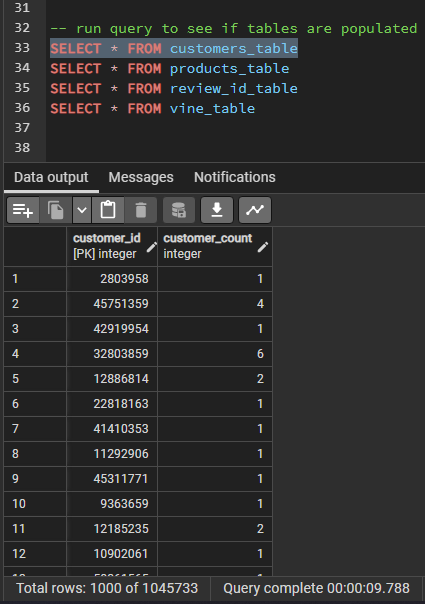 31
32 -- run query to see if tables are populated
33 SELECT * FROM customers_table
34 SELECT * FROM products_table
35 SELECT * FROM review_id_table
36 SELECT * FROM vine_table
37
38
Data output Messages Notifications
customer_id customer_count
[PK] integer integer
1 2803958 1
2 45751359 4
3 42919954 1
4 32803859 6
5 12886814 2
6 22818163 1
7 41410353 1
8 11292906 1
9 45311771 1
10 9363659 1
11 12185235 2
12 10902061 1
Total rows: 1000 of 1045733 Query complete 00:00:09.788